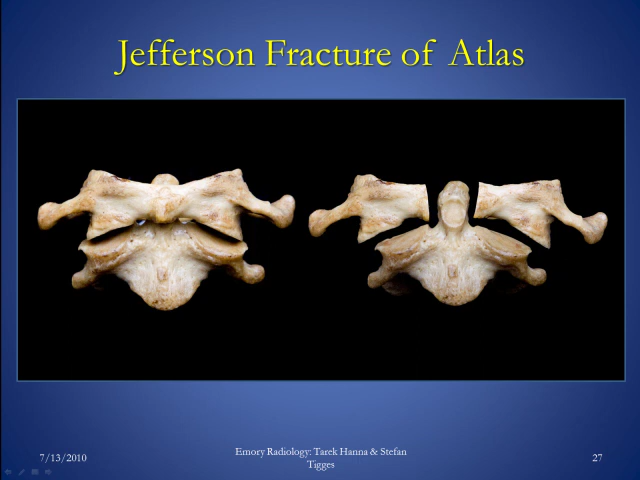 Jefferson Fracture of Atlas
7/13/2010
Emory Radiology: Tarek Hanna & Stefan
Tigges
27